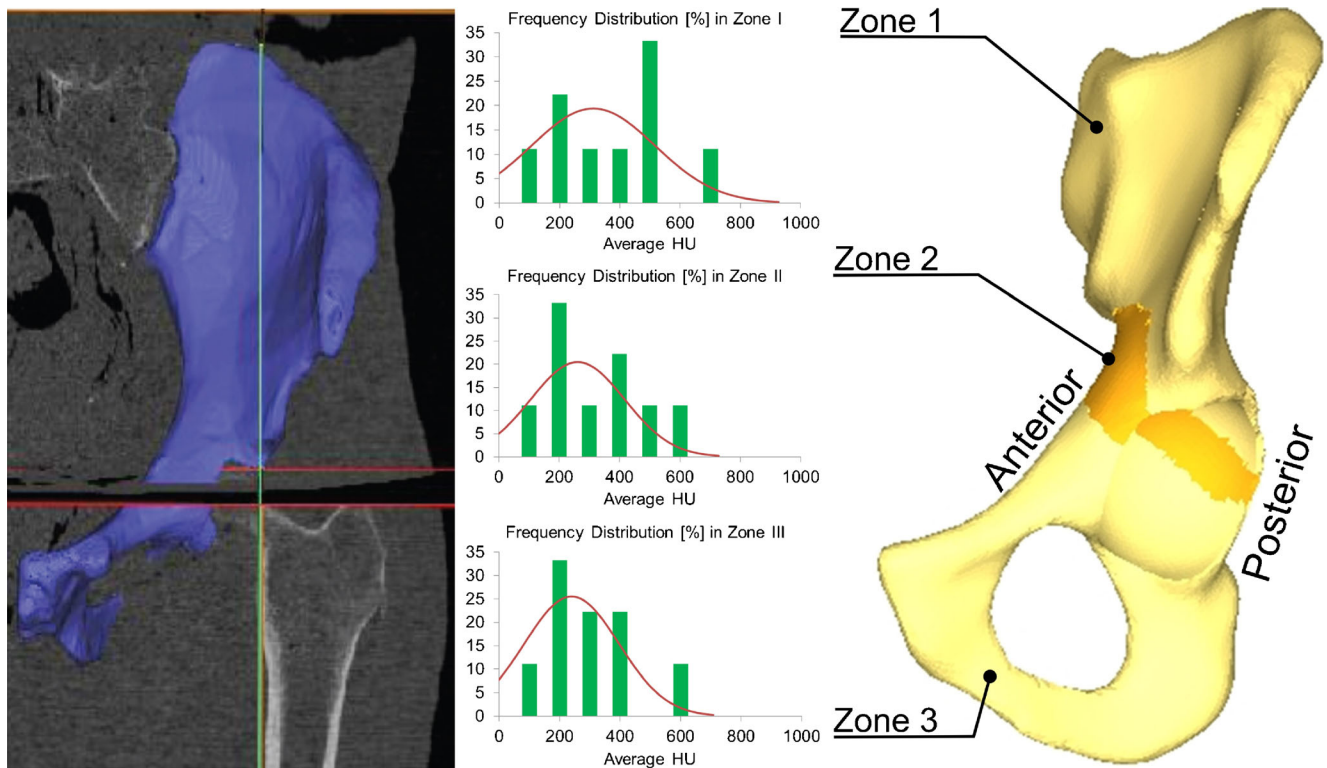 Frequency Distribution [%] in Zone I
35
30
25
20
15
10
5
0
0 200 400 600 800 1000
Average HU
Frequency Distribution [%] in Zone II
35
30
25
20
15
10
5
0
0 200 400 600 800 1000
Average HU
Frequency Distribution [%] in Zone III
35
30
25
20
15
10
5
0
0 200 400 600 800 1000
Average HU
Zone 1
Zone 2
Anterior
Posterior
Zone 3